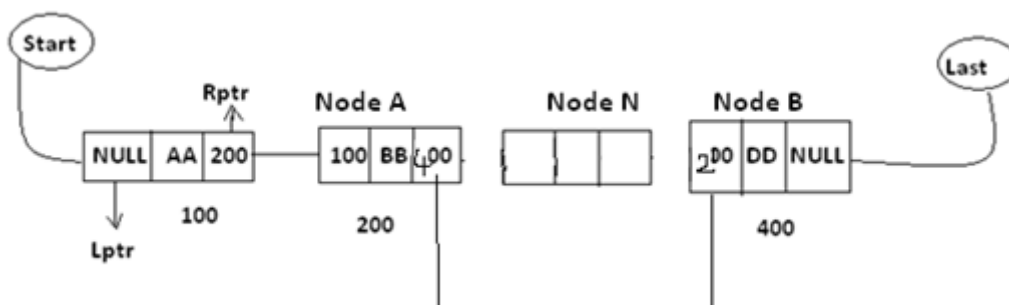 Start
Last
Rptr
Node A
Node N
Node B
NULL AA 200
100 BB 400
200 DD NULL
100
200
400
Lptr